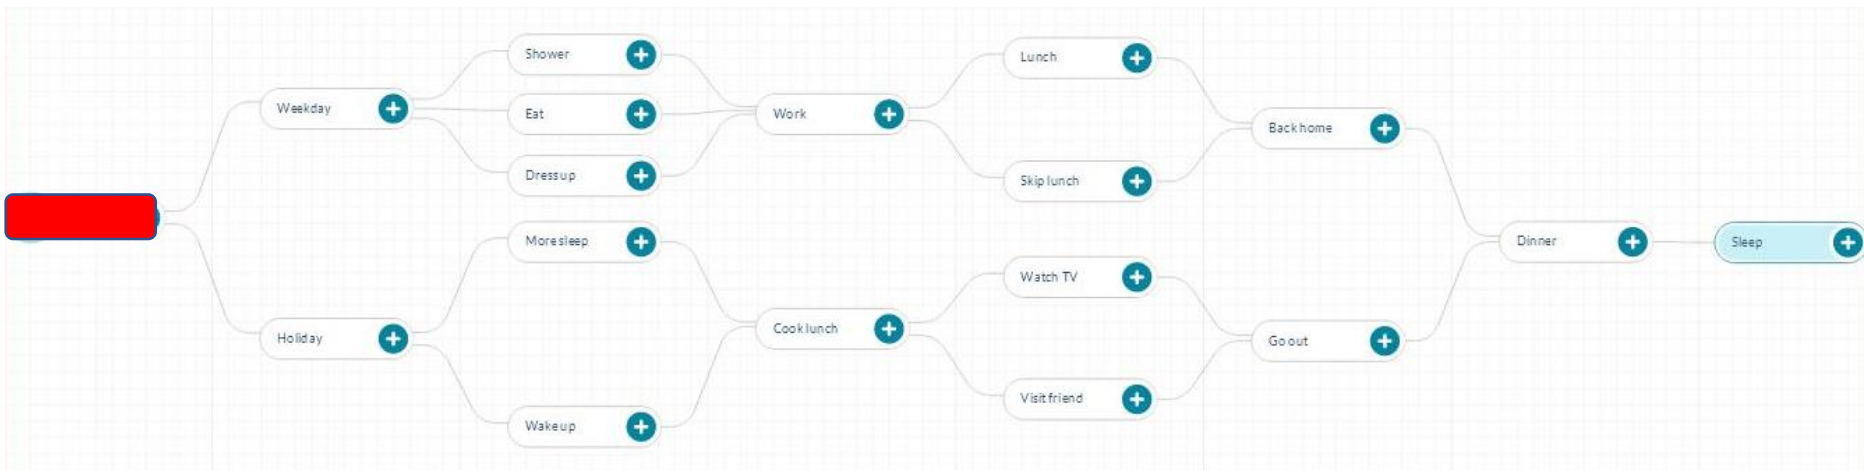 Shower
Lunch
Weekday
Eat
Work
Back home
Dress up
Skip lunch
More sleep
Dinner
Sleep
Watch TV
Holiday
Cook lunch
Go out
Wake up
Visit friend